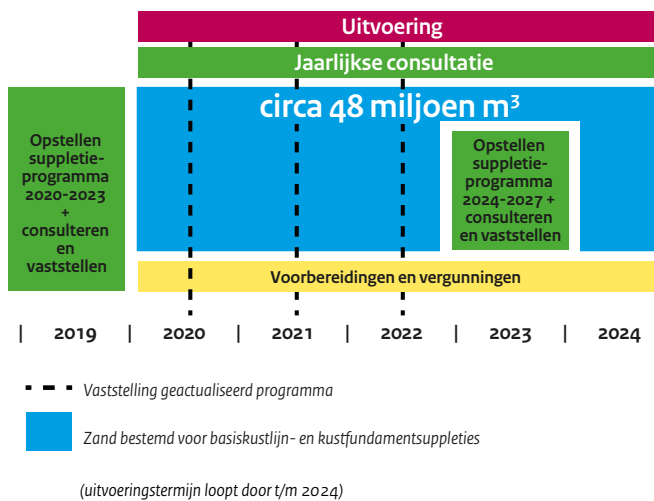 Uitvoering
Jaarlijkse consultatie
circa 48 miljoen m³
Opstellen
suppletie-
programma
2020-2023
+
consulteren
en
vaststellen
Opstellen
suppletie-
programma
2024-2027 +
consulteren
en vaststellen
Voorbereidingen en vergunningen
| 2019 | 2020 | 2021 | 2022 | 2023 | 2024
Vaststelling geactualiseerd programma
Zand bestemd voor basiskustlijn- en kustfundamentsuppleties
(uitvoeringstermijn loopt door t/m 2024)